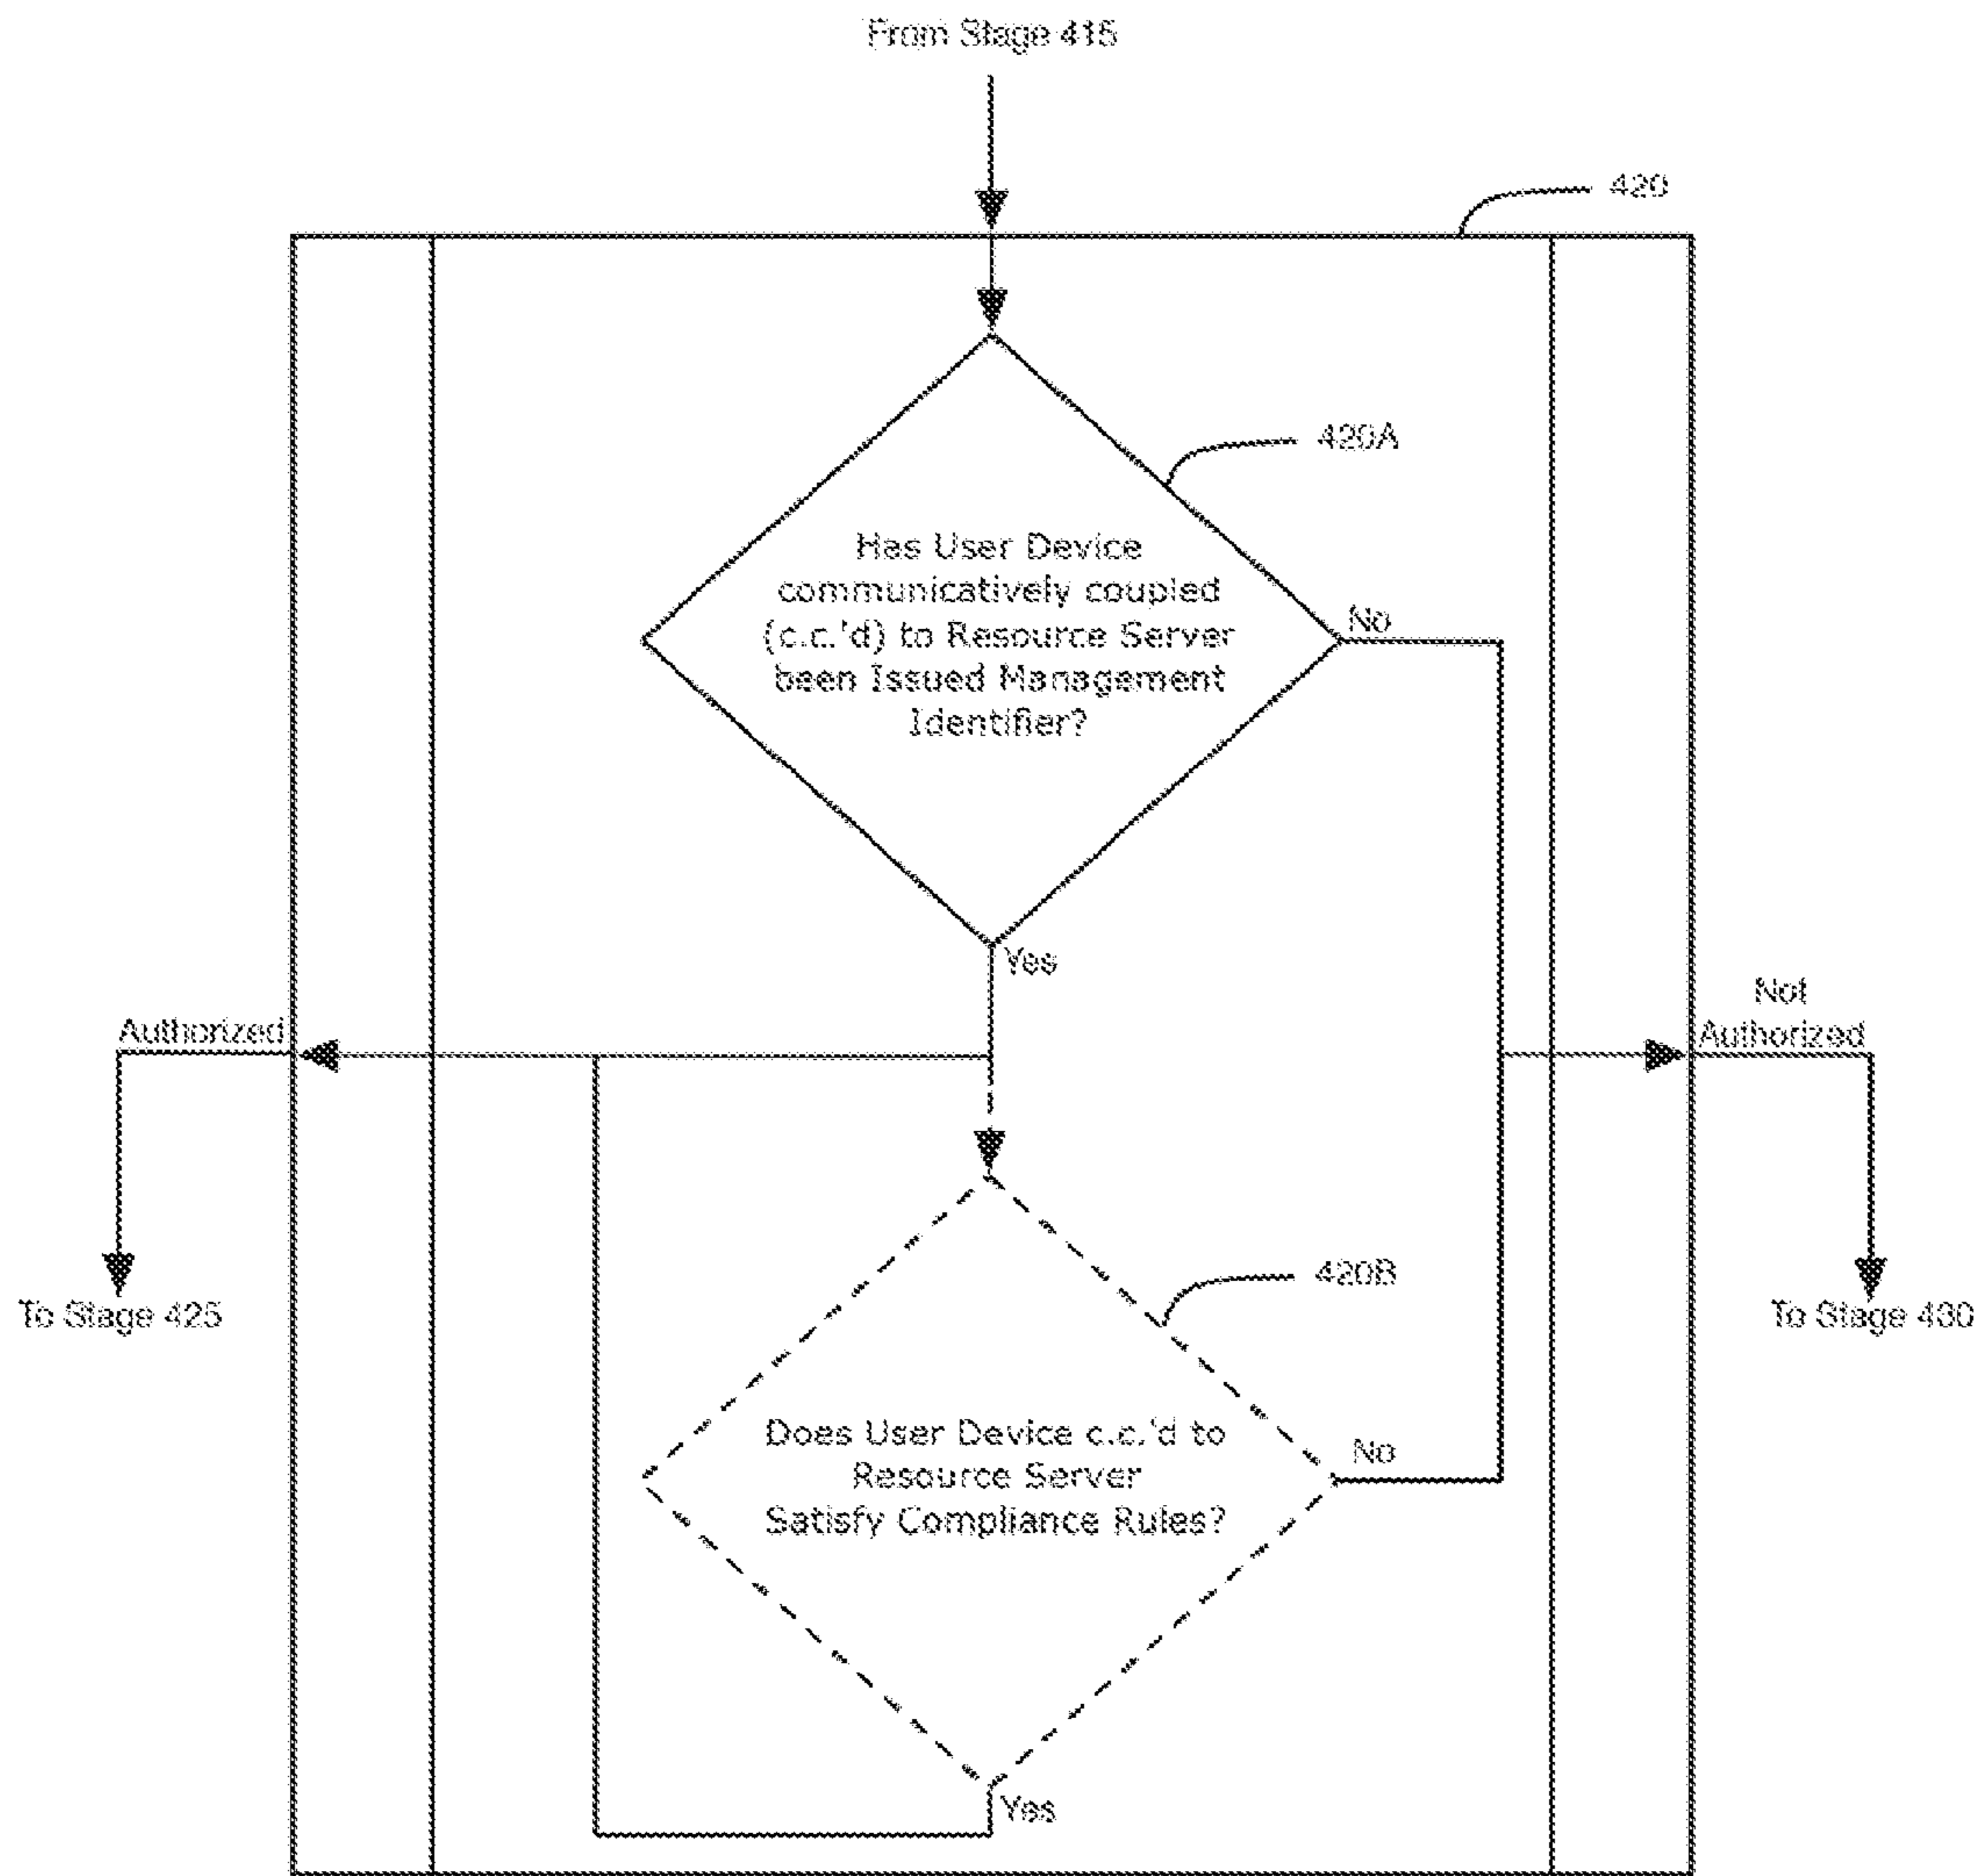 From Stage 415
420
420A
Has User Device
communicatively coupled
(c.c.'d) to Resource Server
been Issued Management
Identifier?
No
Yes
Authorized
Not
Authorized
To Stage 425
To Stage 430
420B
Does User Device c.c.'d to
Resource Server
Satisfy Compliance Rules?
No
Yes